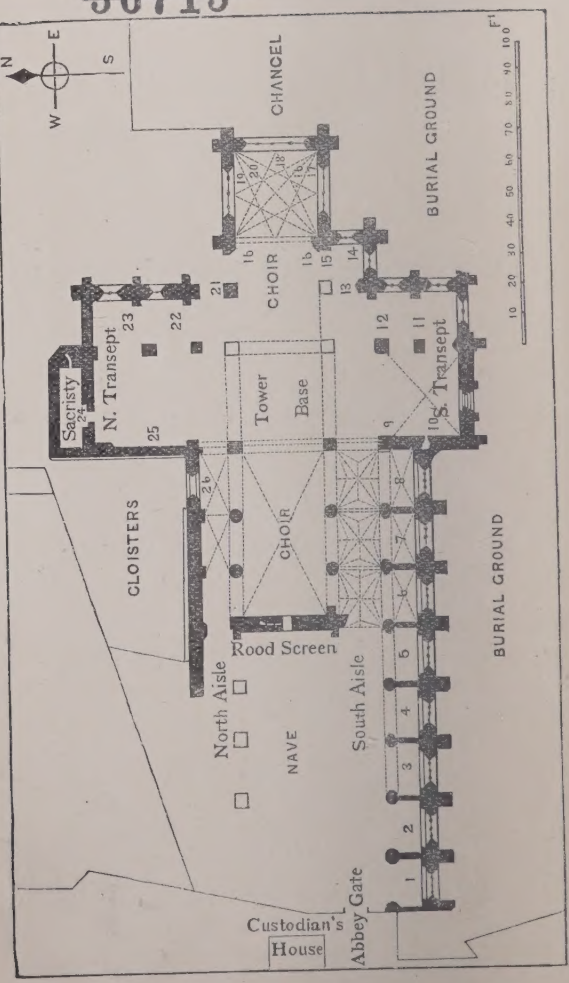 N
W E
S
CHANCEL
19
20
18
16
17
16
16
15
14
13
CHOIR
21
22
23
12
11
BURIAL GROUND
10 20 30 40 50 60 70 80 90 100 Ft
Sacristy
24
N. Transept
25
Tower
Base
9
10
S. Transept
CLOISTERS
26
CHOIR
8
7
6
Rood Screen
North Aisle
NAVE
South Aisle
5
4
3
2
1
BURIAL GROUND
Custodian's
House
Abbey Gate